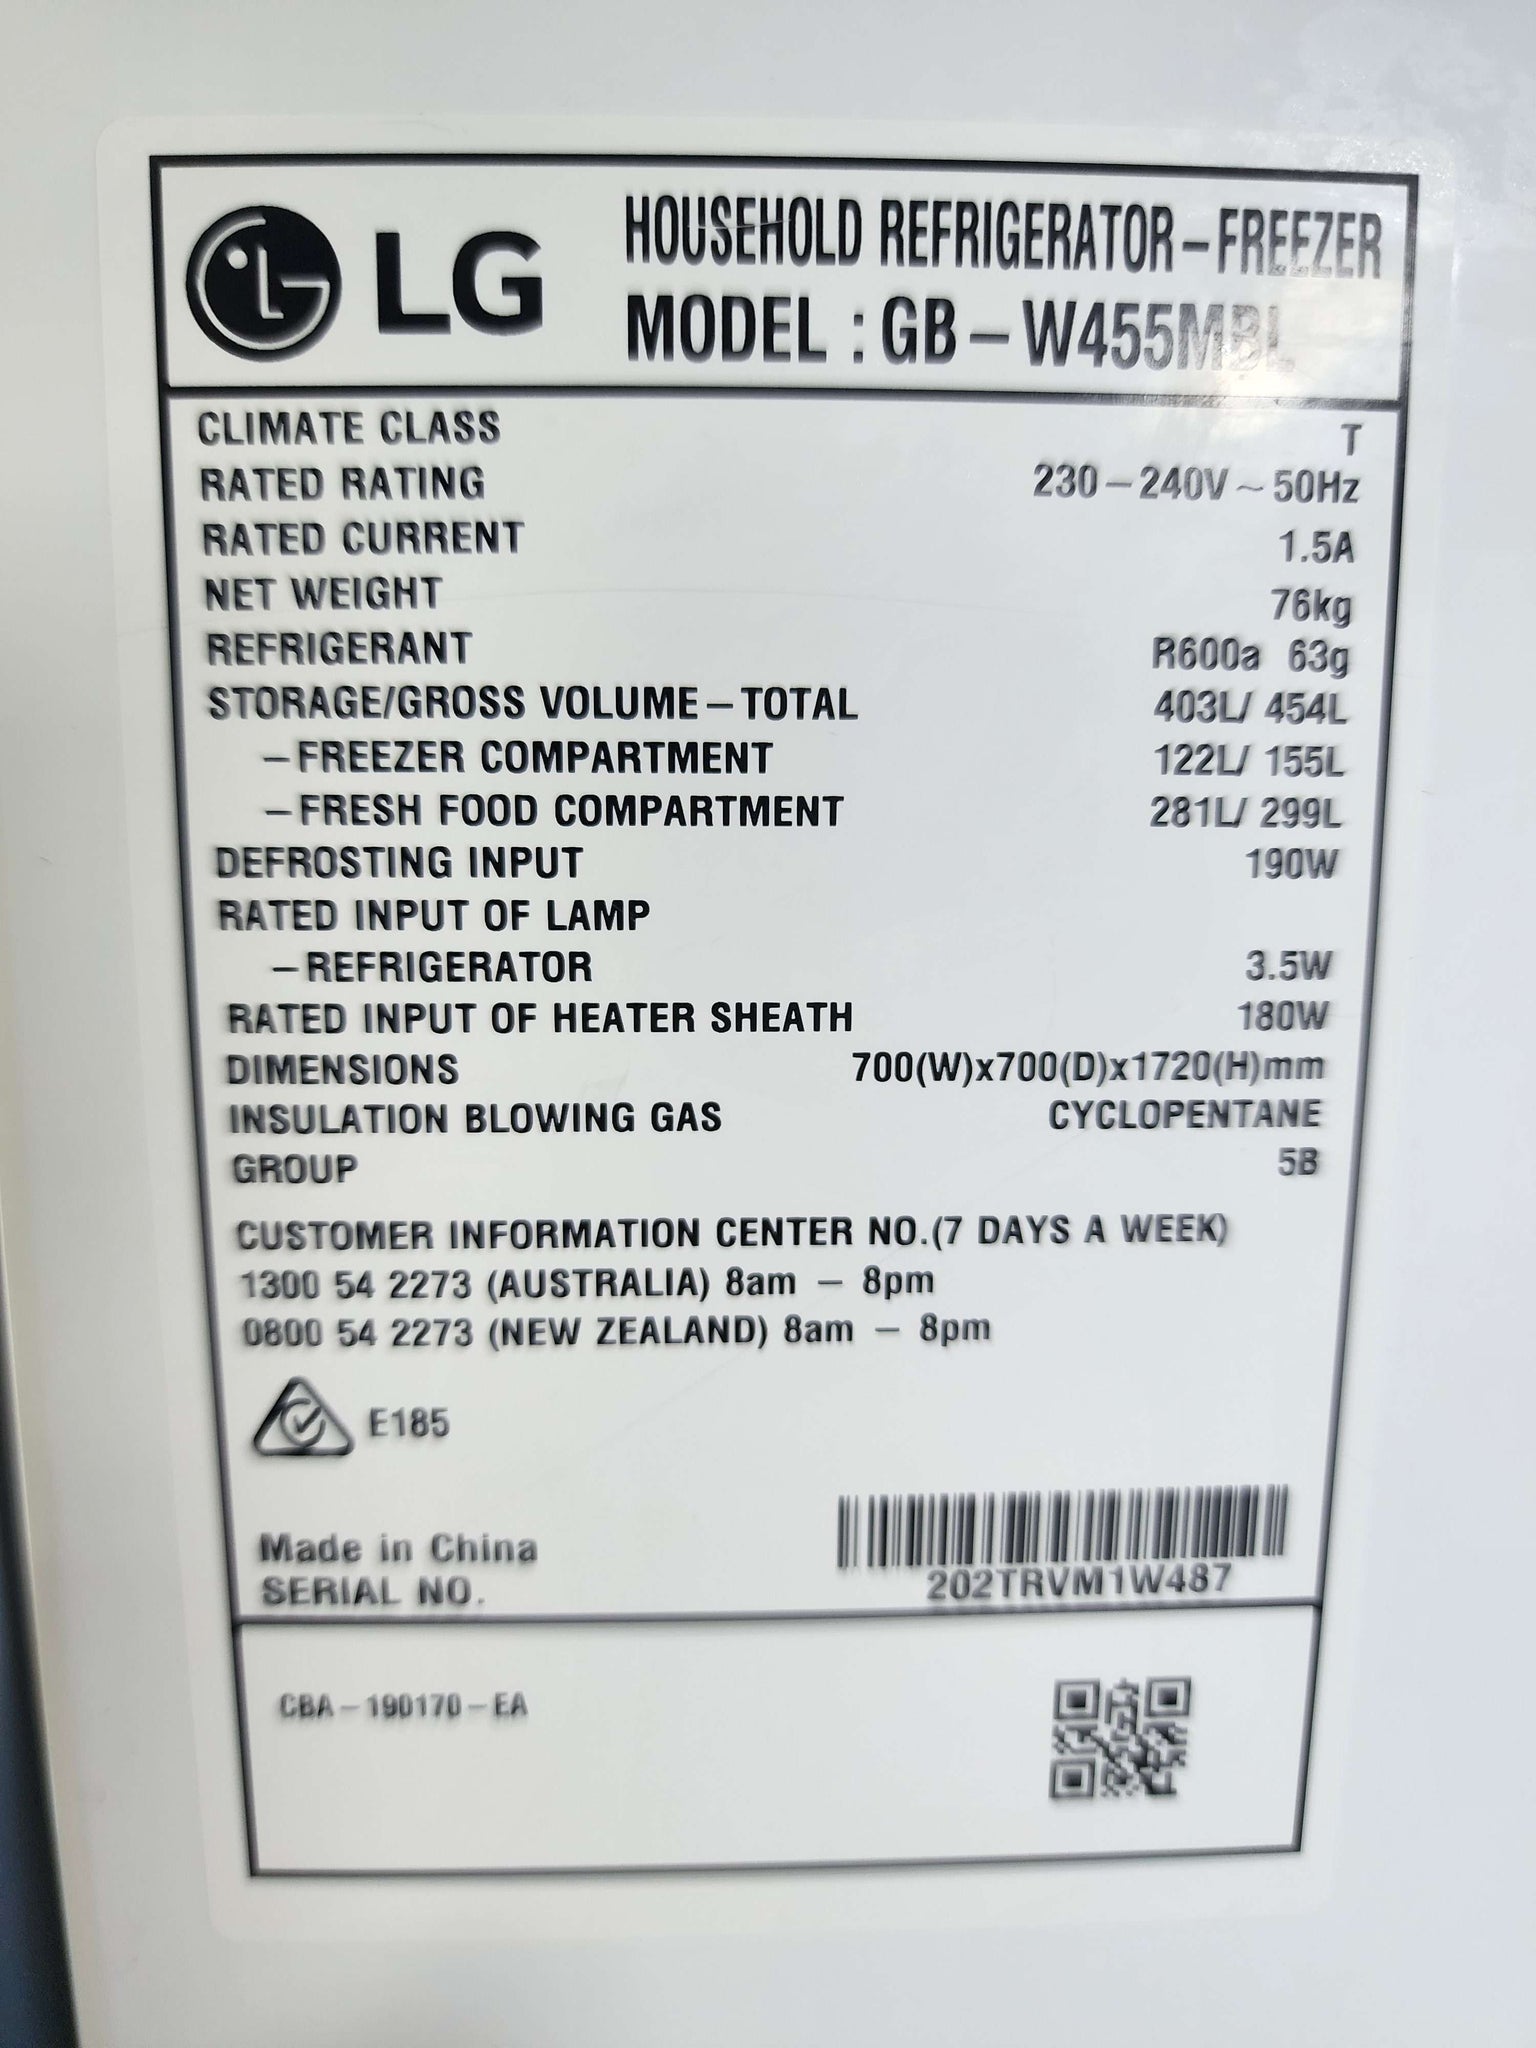 LG
HOUSEHOLD REFRIGERATOR-FREEZER
MODEL : GB-W455MBL
CLIMATE CLASS T
RATED RATING 230-240V ~ 50Hz
RATED CURRENT 1.5A
NET WEIGHT 76kg
REFRIGERANT R600a 63g
STORAGE/GROSS VOLUME-TOTAL 403L/ 454L
-FREEZER COMPARTMENT 122L/ 155L
-FRESH FOOD COMPARTMENT 281L/ 299L
DEFROSTING INPUT 190W
RATED INPUT OF LAMP
-REFRIGERATOR 3.5W
RATED INPUT OF HEATER SHEATH 180W
DIMENSIONS 700(W)x700(D)x1720(H)mm
INSULATION BLOWING GAS CYCLOPENTANE
GROUP 5B
CUSTOMER INFORMATION CENTER NO.(7 DAYS A WEEK)
1300 54 2273 (AUSTRALIA) 8am - 8pm
0800 54 2273 (NEW ZEALAND) 8am - 8pm
E185
Made in China
SERIAL NO. 202TRVM1W487
CBA-190170-EA